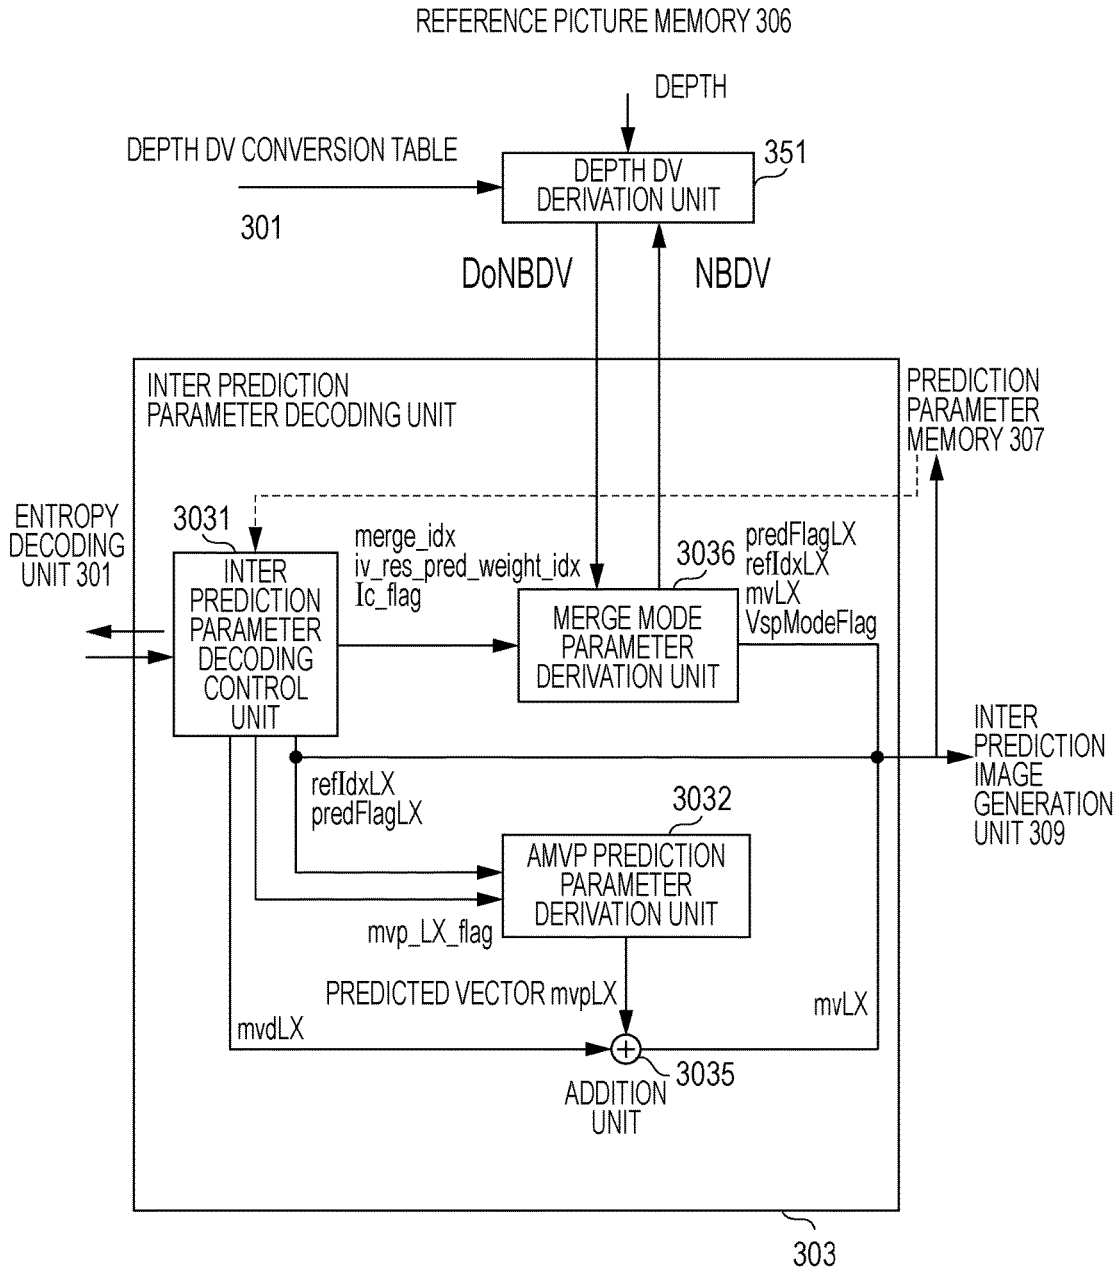 REFERENCE PICTURE MEMORY 306
DEPTH
DEPTH DV CONVERSION TABLE
301
351
DEPTH DV
DERIVATION UNIT
DoNBDV
NBDV
INTER PREDICTION
PARAMETER DECODING UNIT
PREDICTION
PARAMETER
MEMORY 307
ENTROPY
DECODING
UNIT 301
3031
INTER
PREDICTION
PARAMETER
DECODING
CONTROL
UNIT
merge_idx
iv_res_pred_weight_idx
Ic_flag
3036
MERGE MODE
PARAMETER
DERIVATION UNIT
predFlagLX
refIdxLX
mvLX
VspModeFlag
INTER
PREDICTION
IMAGE
GENERATION
UNIT 309
refIdxLX
predFlagLX
3032
AMVP PREDICTION
PARAMETER
DERIVATION UNIT
mvp_LX_flag
PREDICTED VECTOR mvpLX
mvLX
mvdLX
+
3035
ADDITION
UNIT
303